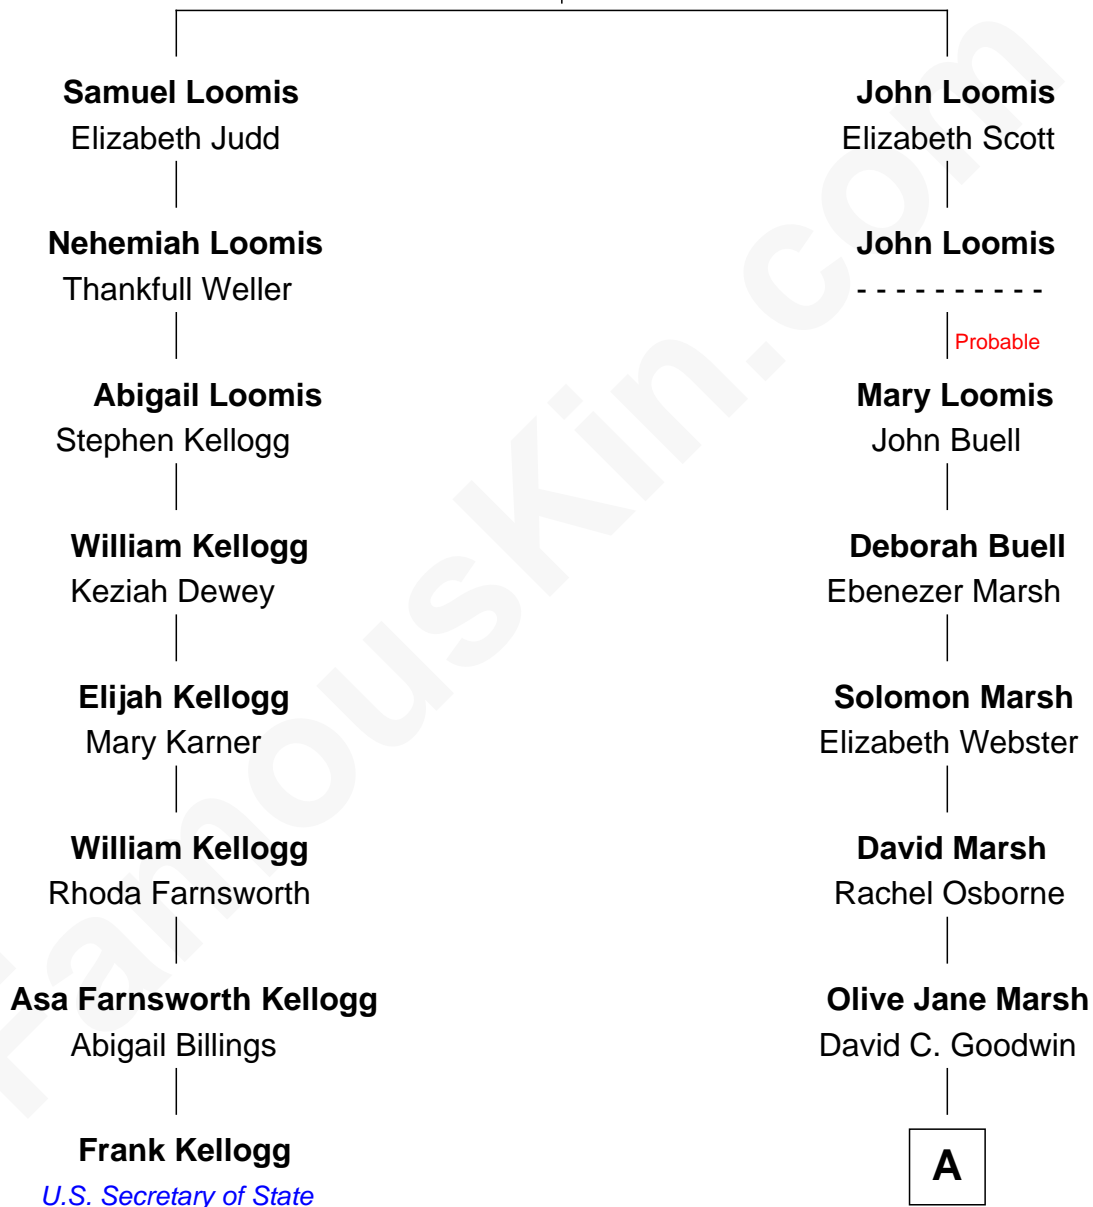 Samuel Loomis
Elizabeth Judd
Nehemiah Loomis
Thankfull Weller
Abigail Loomis
Stephen Kellogg
William Kellogg
Keziah Dewey
Elijah Kellogg
Mary Karner
William Kellogg
Rhoda Farnsworth
Asa Farnsworth Kellogg
Abigail Billings
Frank Kellogg
U.S. Secretary of State
John Loomis
Elizabeth Scott
John Loomis
- - - - - - - - - -
Probable
Mary Loomis
John Buell
Deborah Buell
Ebenezer Marsh
Solomon Marsh
Elizabeth Webster
David Marsh
Rachel Osborne
Olive Jane Marsh
David C. Goodwin
A
FamousKin.com